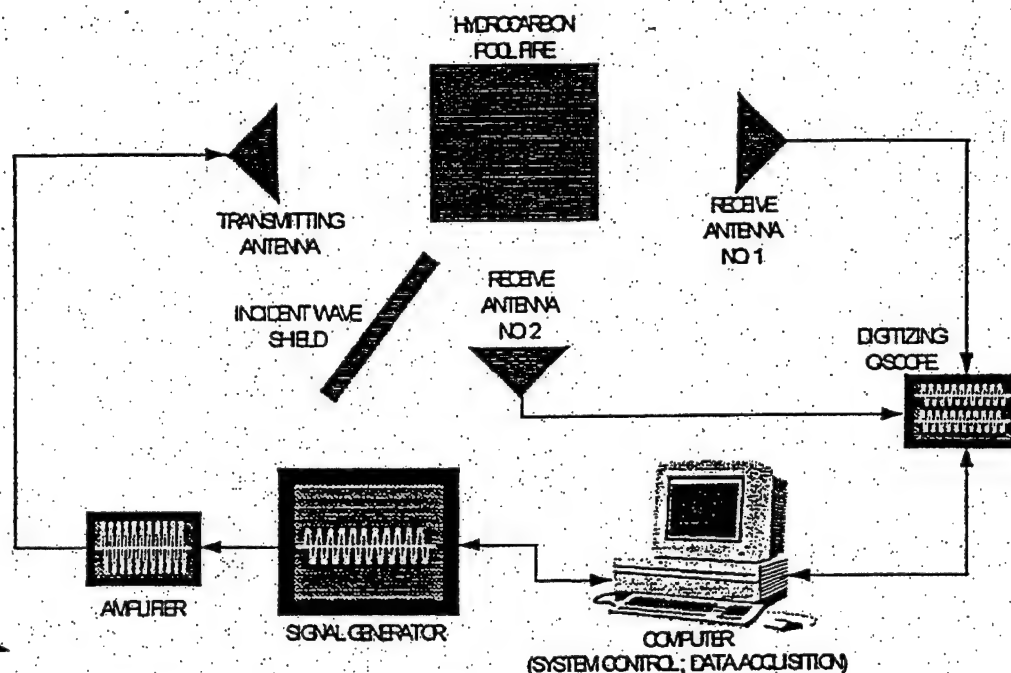 HYDROCARBON
POOL FIRE
TRANSMITTING
ANTENNA
RECEIVE
ANTENNA
NO 1
INCIDENT WAVE
SHIELD
RECEIVE
ANTENNA
NO 2
DIGITIZING
O-SCOPE
AMPLIFIER
SIGNAL GENERATOR
COMPUTER
(SYSTEM CONTROL; DATA ACQUISITION)